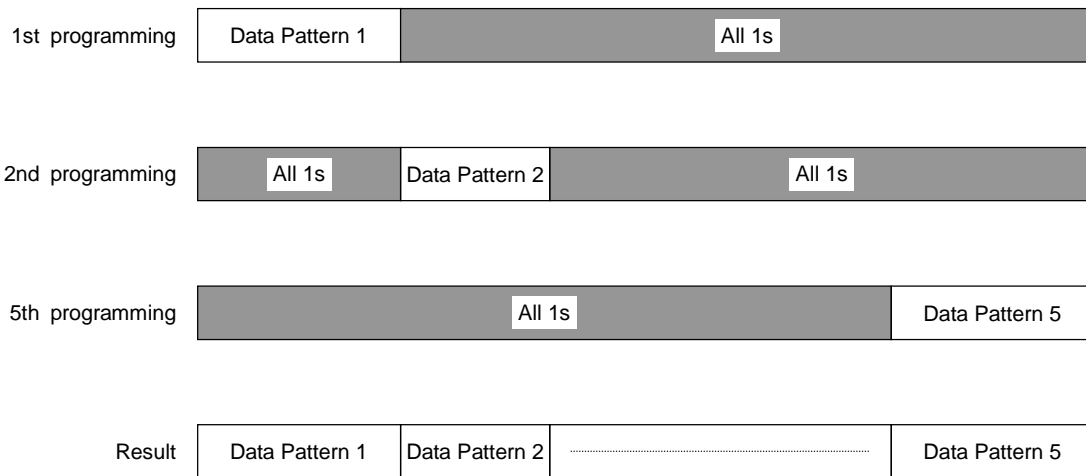 1st programming Data Pattern 1 All 1s
2nd programming All 1s Data Pattern 2 All 1s
5th programming All 1s Data Pattern 5
Result Data Pattern 1 Data Pattern 2 Data Pattern 5